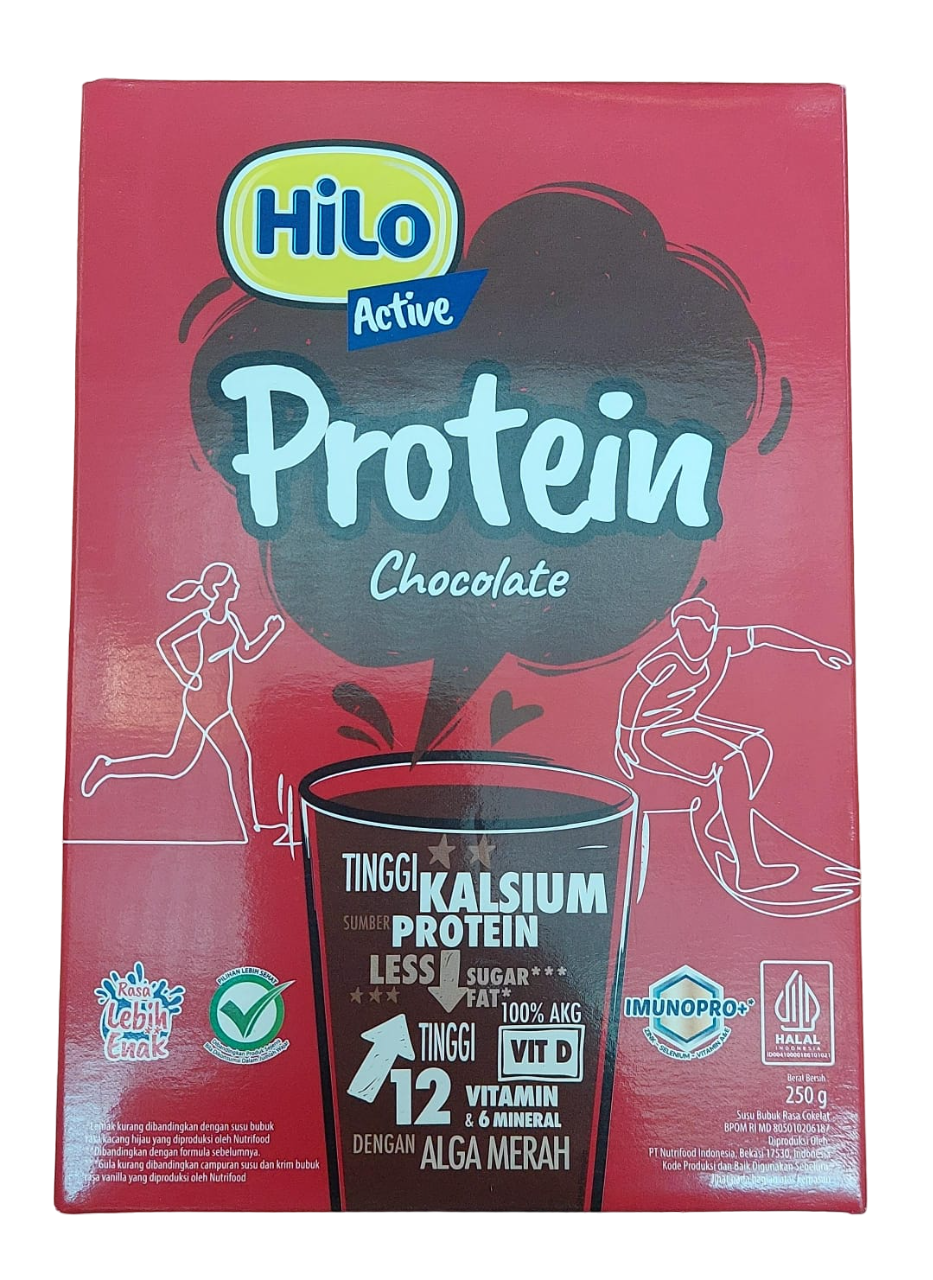 HiLo
Active
Protein
Chocolate
TINGGI KALSIUM
SUMBER PROTEIN
LESS SUGAR***
FAT*
100% AKG
TINGGI VIT D
12 VITAMIN
& 6 MINERAL
DENGAN ALGA MERAH
Rasa
Lebih
Enak
PILIHAN LEBIH SEHAT
IMUNOPRO+
ZINK - SELENIUM - VITAMIN A&E
HALAL
INDONESIA
*Lemak kurang dibandingkan dengan susu bubuk
rasa kacang hijau yang diproduksi oleh Nutrifood
**Dibandingkan dengan formula sebelumnya.
***Gula kurang dibandingkan campuran susu dan krim bubuk
rasa vanilla yang diproduksi oleh Nutrifood
Berat Bersih:
250 g
Susu Bubuk Rasa Cokelat
BPOM RI MD 805010206187
Diproduksi Oleh
PT Nutrifood Indonesia, Bekasi 17530, Indonesia
Kode Produksi dan Baik Digunakan Sebelum